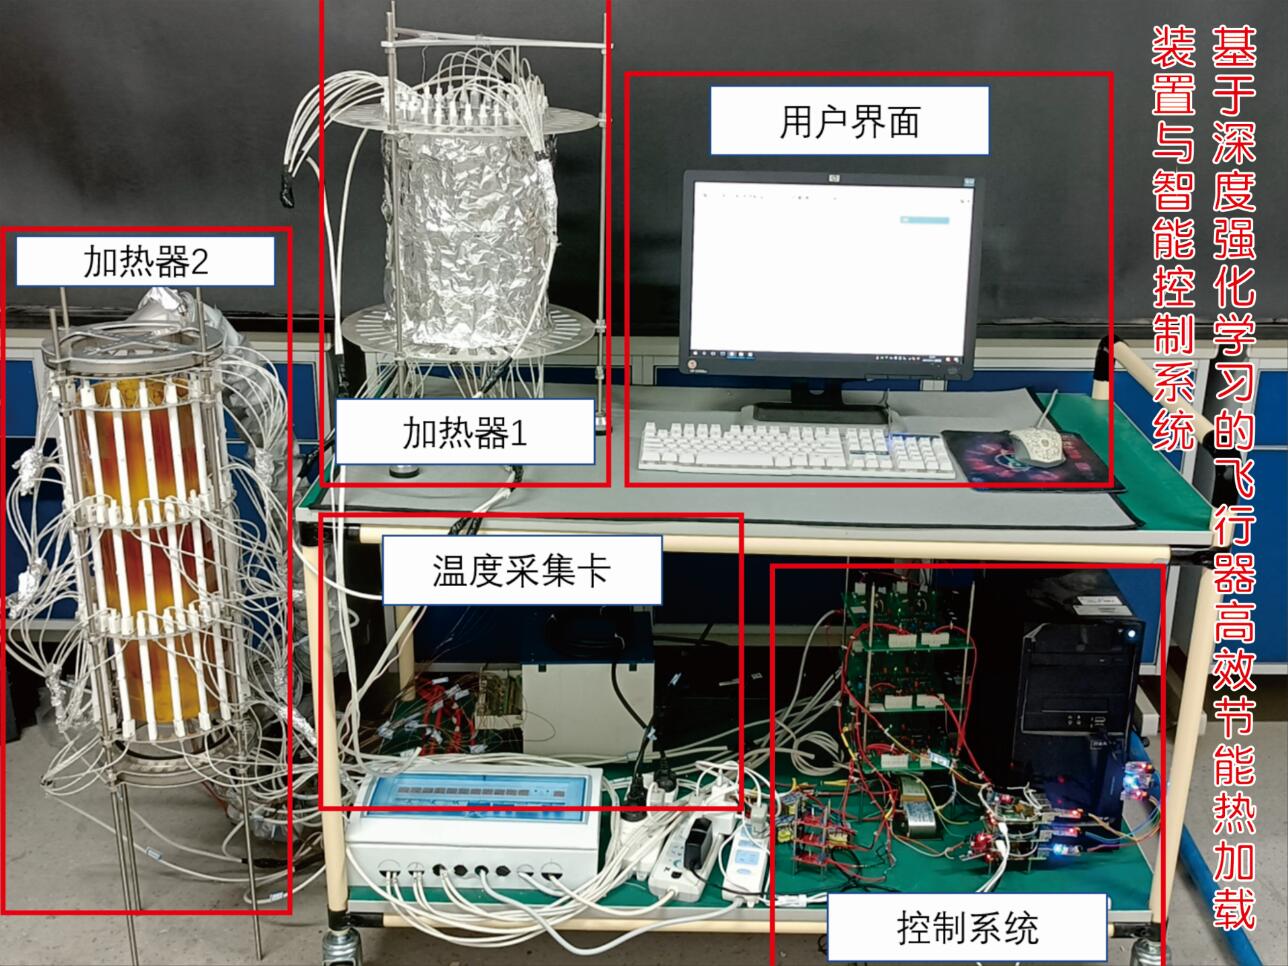 基于深度强化学习的飞行器高效节能热加载
装置与智能控制系统
用户界面
加热器2
加热器1
温度采集卡
控制系统